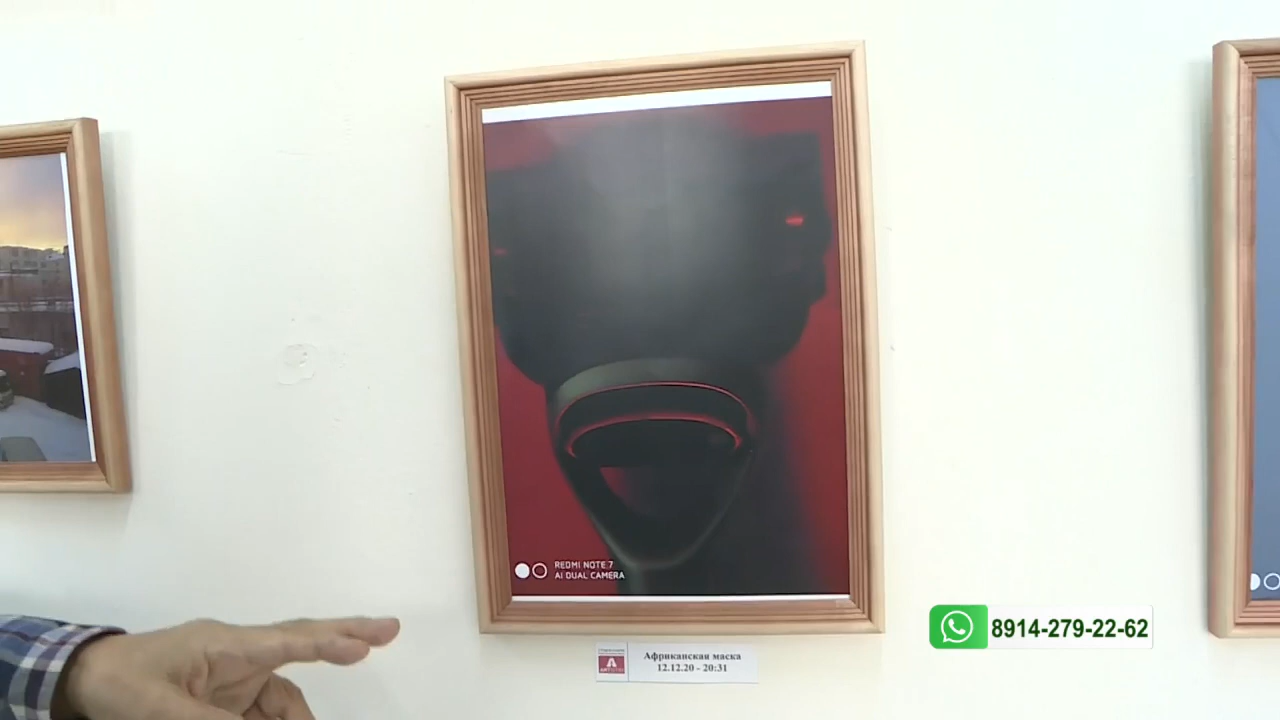 REDMI NOTE 7
AI DUAL CAMERA
8914-279-22-62
Африканская маска
12.12.20 - 20:31